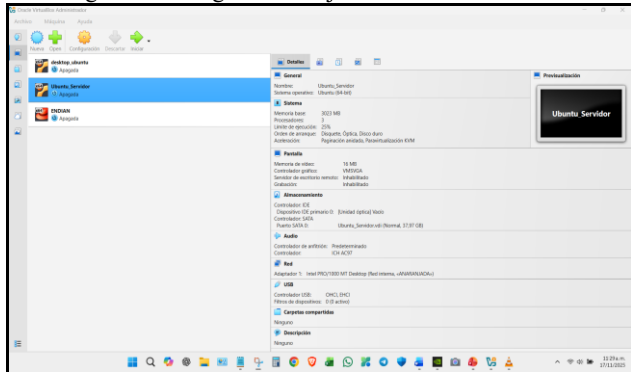 Oracle VirtualBox Administrador
Archivo Máquina Ayuda
Nueva Open Configuración Descartar Iniciar
desktop_ubuntu
Apagada
Ubuntu_Servidor
Apagada
ENDIAN
Apagada
Detalles
General
Nombre: Ubuntu_Servidor
Sistema operativo: Ubuntu (64-bit)
Sistema
Memoria base: 3023 MB
Procesadores: 2
Límite de ejecución: 25%
Orden de arranque: Disquete, Óptica, Disco duro
Aceleración: Paginación anidada, Paravirtualización KVM
Pantalla
Memoria de vídeo: 16 MB
Controlador gráfico: VMSVGA
Servidor de escritorio remoto: Inhabilitado
Grabación: Inhabilitado
Almacenamiento
Controlador: IDE
Dispositivo IDE primario 0: [Unidad óptica] Vacío
Controlador: SATA
Puerto SATA 0: Ubuntu_Servidor.vdi (Normal, 37,97 GB)
Audio
Controlador de anfitrión: Predeterminado
Controlador: ICH AC97
Red
Adaptador 1: Intel PRO/1000 MT Desktop (Red interna, «ANARANJADA»)
USB
Controlador USB: OHCI, EHCI
Filtros de dispositivos: 0 (0 activo)
Carpetas compartidas
Ninguno
Descripción
Ninguno
Previsualización
Ubuntu_Servidor
11:29 a. m.
17/11/2025